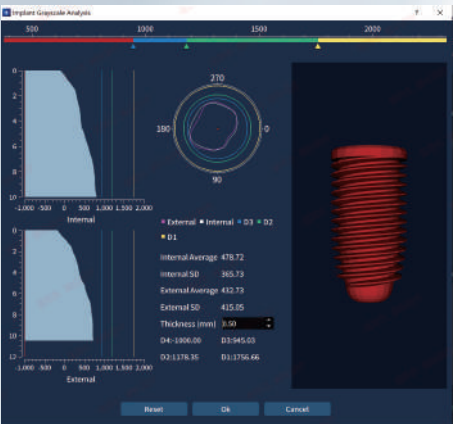 Implant Grayscale Analysis
? ×
500 1000 1500 2000
0
2
4
6
8
10
-1,000 -500 0 500 1,000 1,500 2,000
Internal
270
180 0
90
External Internal D3 D2
D1
0
2
4
6
8
10
12
-1,000 -500 0 500 1,000 1,500 2,000
External
Internal Average 478.72
Internal SD 365.73
External Average 432.73
External SD 415.05
Thickness (mm) 0.50
D4:-1000.00 D3:945.03
D2:1178.35 D1:1756.66
Reset Ok Cancel